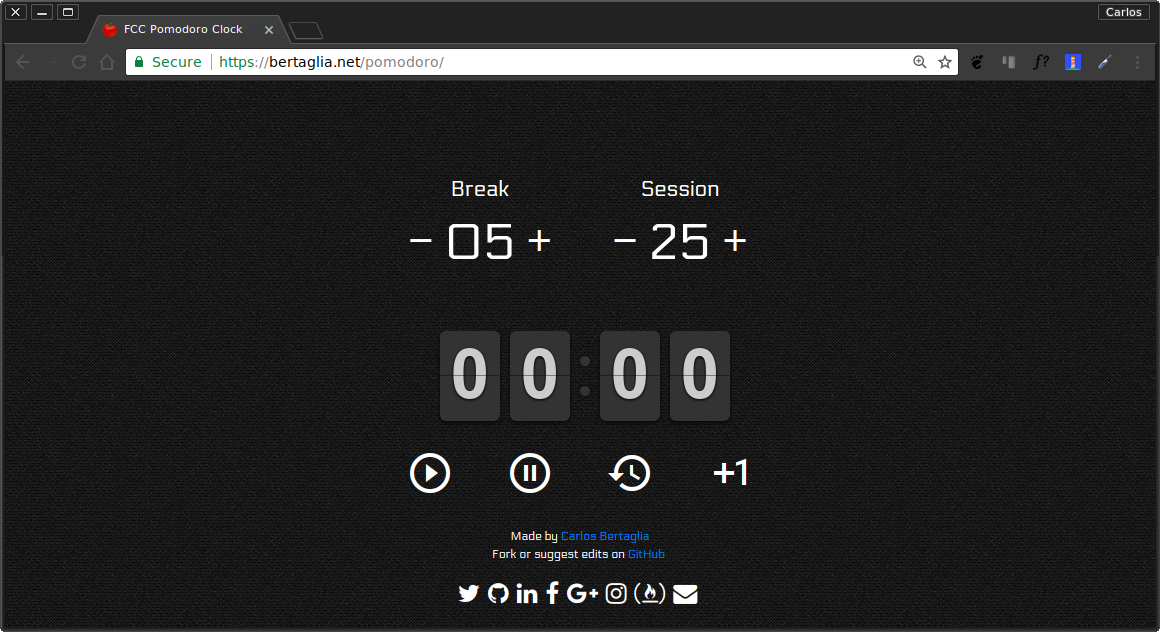 Carlos
FCC Pomodoro Clock
Secure https://bertaglia.net/pomodoro/
f?
Break Session
− 05 + − 25 +
00:00
+1
Made by Carlos Bertaglia
Fork or suggest edits on GitHub